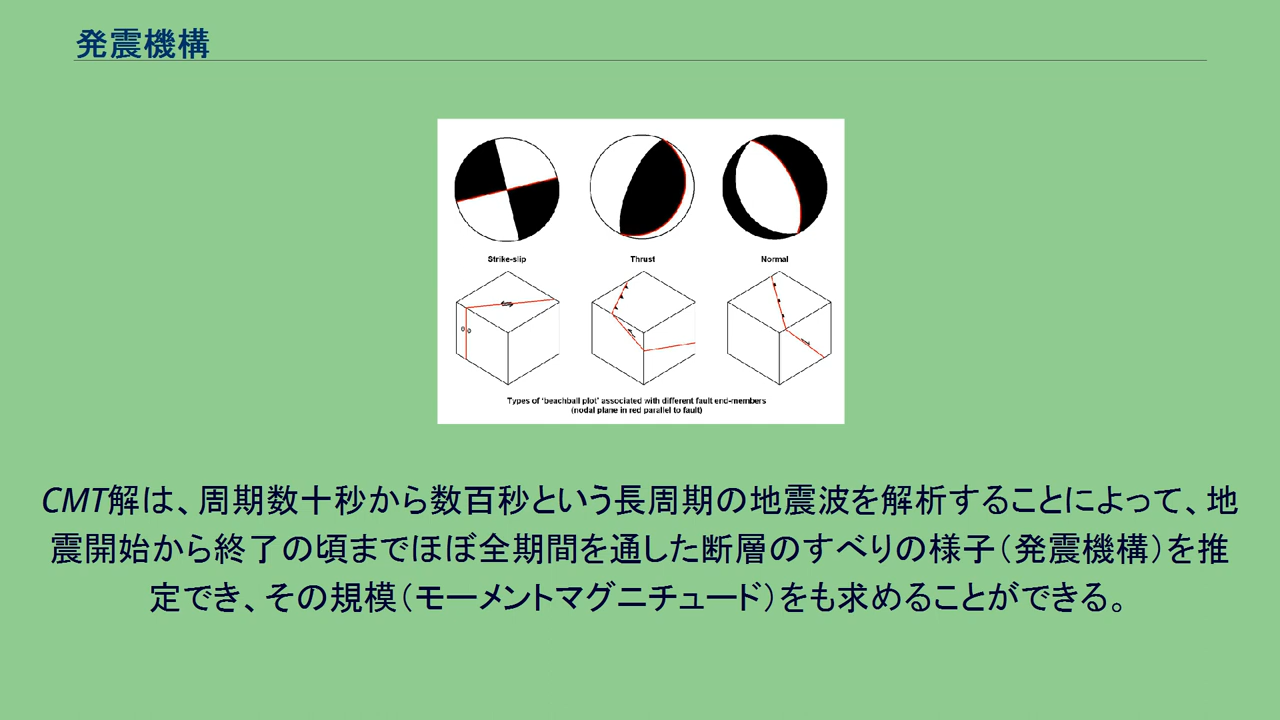 発震機構
Strike-slip
Thrust
Normal
Types of 'beachball plot' associated with different fault end-members
(nodal plane in red parallel to fault)
CMT解は、周期数十秒から数百秒という長周期の地震波を解析することによって、地
震開始から終了の頃までほぼ全期間を通した断層のすべりの様子（発震機構）を推
定でき、その規模（モーメントマグニチュード）をも求めることができる。